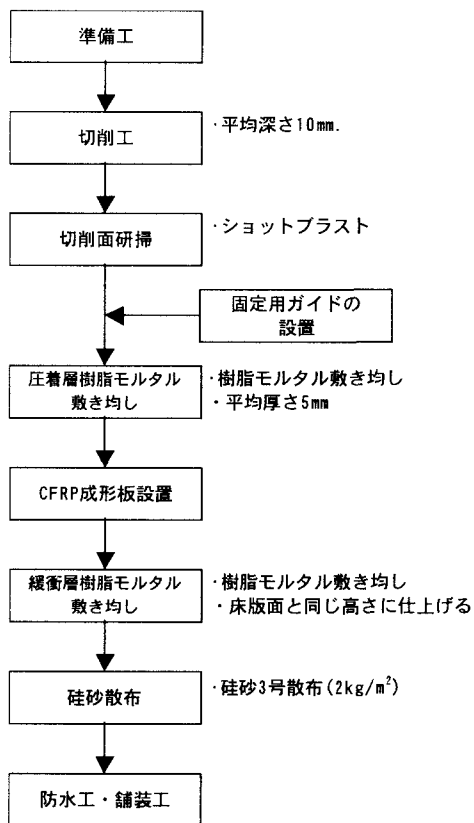 準備工
切削工
・平均深さ10mm.
切削面研掃
・ショットブラスト
固定用ガイドの
設置
圧着層樹脂モルタル
敷き均し
・樹脂モルタル敷き均し
・平均厚さ5mm
CFRP成形板設置
緩衝層樹脂モルタル
敷き均し
・樹脂モルタル敷き均し
・床版面と同じ高さに仕上げる
硅砂散布
・硅砂3号散布(2kg/m²)
防水工・舗装工